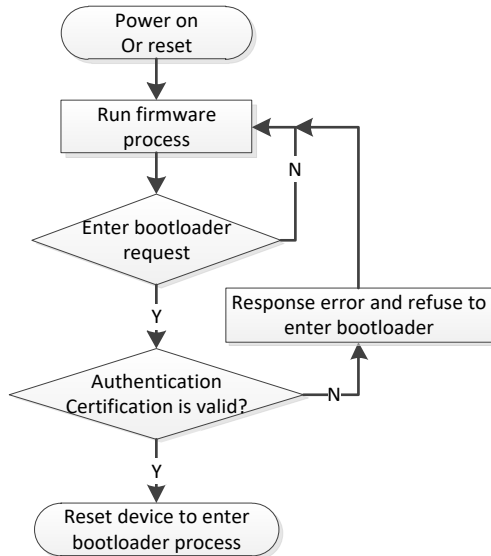 Power on
Or reset
Run firmware
process
N
Enter bootloader
request
Y
Response error and refuse to
enter bootloader
Authentication
Certification is valid?
N
Y
Reset device to enter
bootloader process